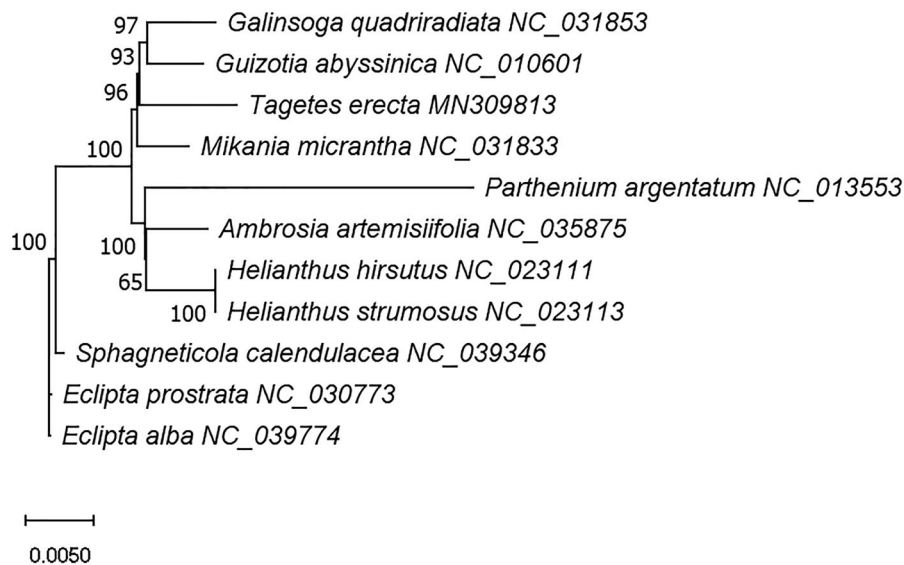 97
Galinsoga quadriradiata NC_031853
93
Guizotia abyssinica NC_010601
96
Tagetes erecta MN309813
100
Mikania micrantha NC_031833
Parthenium argentatum NC_013553
100
100
Ambrosia artemisiifolia NC_035875
65
Helianthus hirsutus NC_023111
100
Helianthus strumosus NC_023113
Sphagneticola calendulacea NC_039346
Eclipta prostrata NC_030773
Eclipta alba NC_039774
0.0050